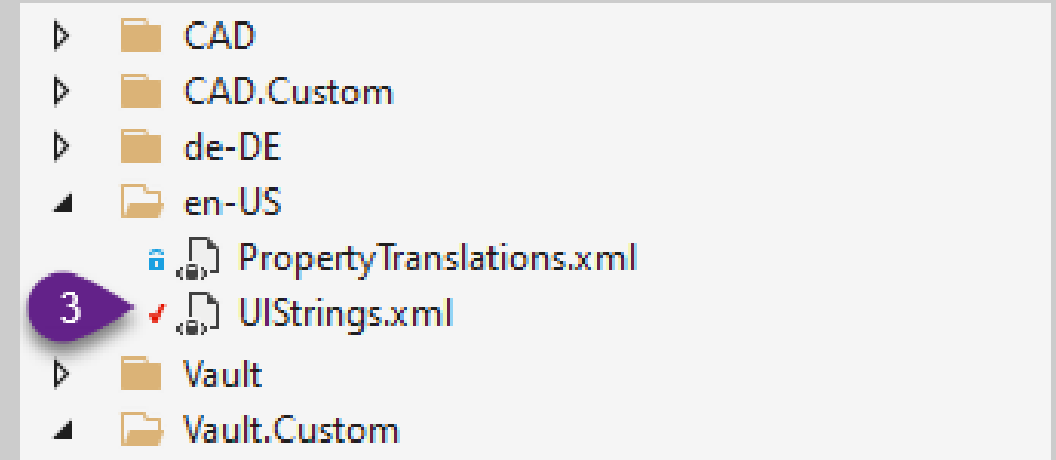 CAD
CAD.Custom
de-DE
en-US
PropertyTranslations.xml
3 UIStrings.xml
Vault
Vault.Custom